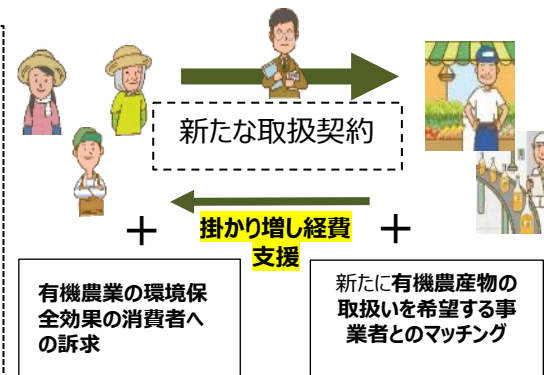 新たな取扱契約
＋
掛かり増し経費
支援
＋
有機農業の環境保
全効果の消費者へ
の訴求
新たに有機農産物の
取扱いを希望する事
業者とのマッチング